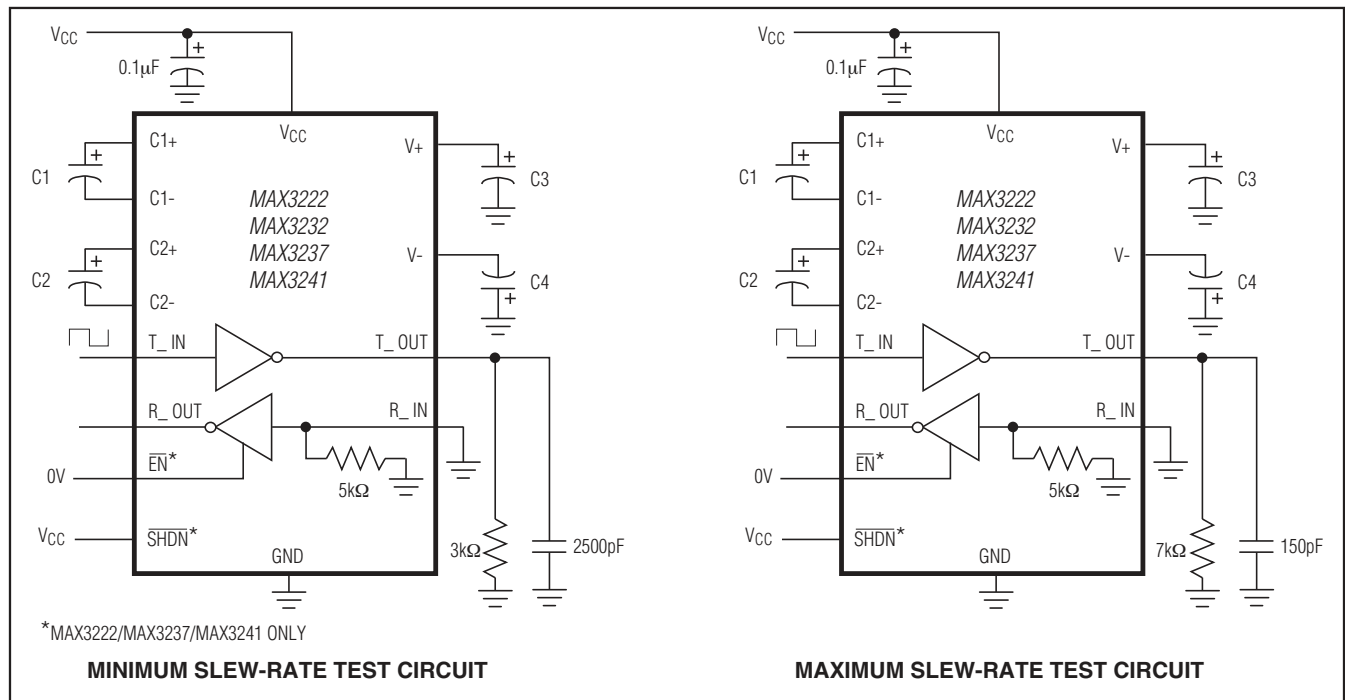 VCC
+
0.1μF
VCC
C1+
V+
+
+
C1
C3
C1-
MAX3222
MAX3232
MAX3237
MAX3241
C2+
V-
+
C2
C4
C2-
+
T_ IN
T_ OUT
R_ OUT
R_ IN
0V
EN*
5kΩ
VCC
SHDN*
3kΩ
2500pF
GND
*MAX3222/MAX3237/MAX3241 ONLY
MINIMUM SLEW-RATE TEST CIRCUIT
VCC
+
0.1μF
VCC
C1+
V+
+
+
C1
C3
C1-
MAX3222
MAX3232
MAX3237
MAX3241
C2+
V-
+
C2
C4
C2-
+
T_ IN
T_ OUT
R_ OUT
R_ IN
0V
EN*
5kΩ
VCC
SHDN*
7kΩ
150pF
GND
MAXIMUM SLEW-RATE TEST CIRCUIT